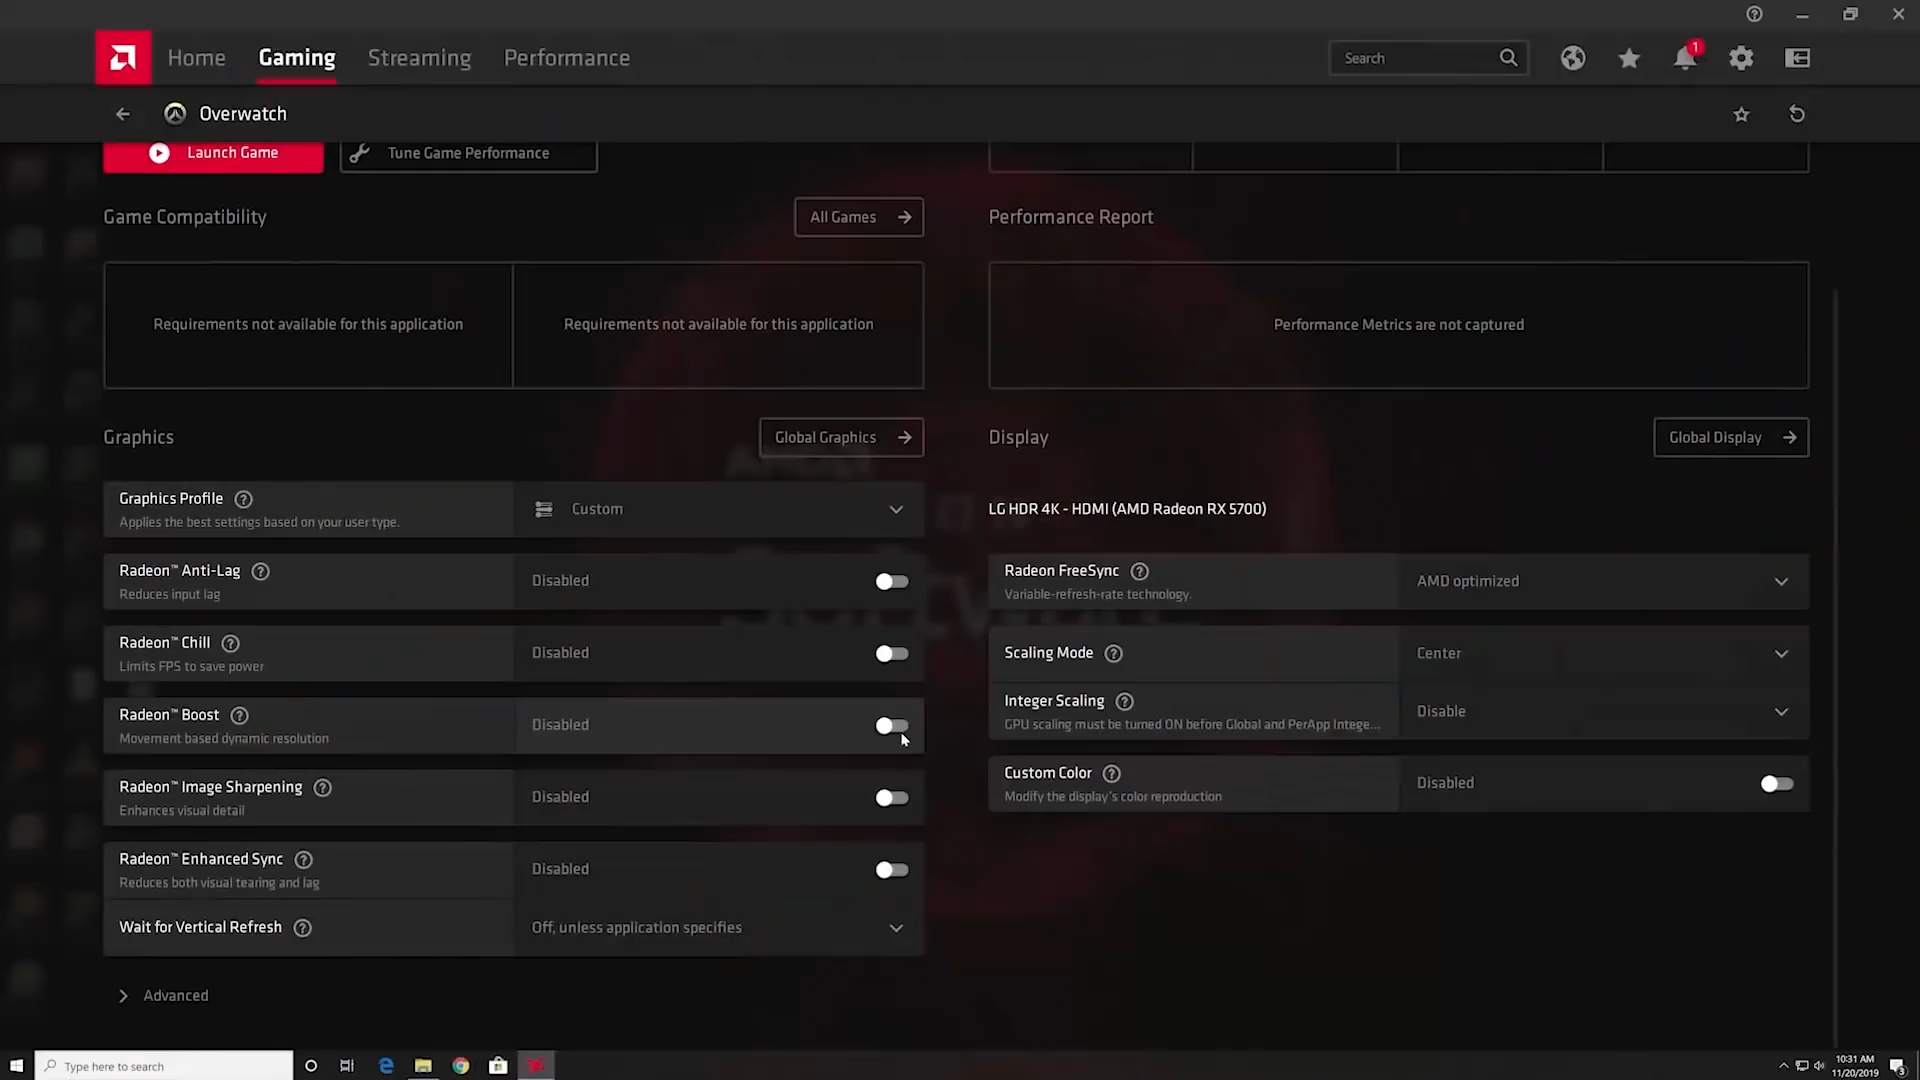 Home
Gaming
Streaming
Performance
Search
1
Overwatch
Launch Game
Tune Game Performance
Game Compatibility
All Games
Performance Report
Requirements not available for this application
Requirements not available for this application
Performance Metrics are not captured
Graphics
Global Graphics
Display
Global Display
Graphics Profile
Applies the best settings based on your user type.
Custom
LG HDR 4K - HDMI (AMD Radeon RX 5700)
Radeon™ Anti-Lag
Reduces input lag
Disabled
Radeon FreeSync
Variable-refresh-rate technology.
AMD optimized
Radeon™ Chill
Limits FPS to save power
Disabled
Scaling Mode
Center
Radeon™ Boost
Movement based dynamic resolution
Disabled
Integer Scaling
GPU scaling must be turned ON before Global and PerApp Intege...
Disable
Radeon™ Image Sharpening
Enhances visual detail
Disabled
Custom Color
Modify the display's color reproduction
Disabled
Radeon™ Enhanced Sync
Reduces both visual tearing and lag
Disabled
Wait for Vertical Refresh
Off, unless application specifies
Advanced
Type here to search
10:31 AM
11/20/2019
3